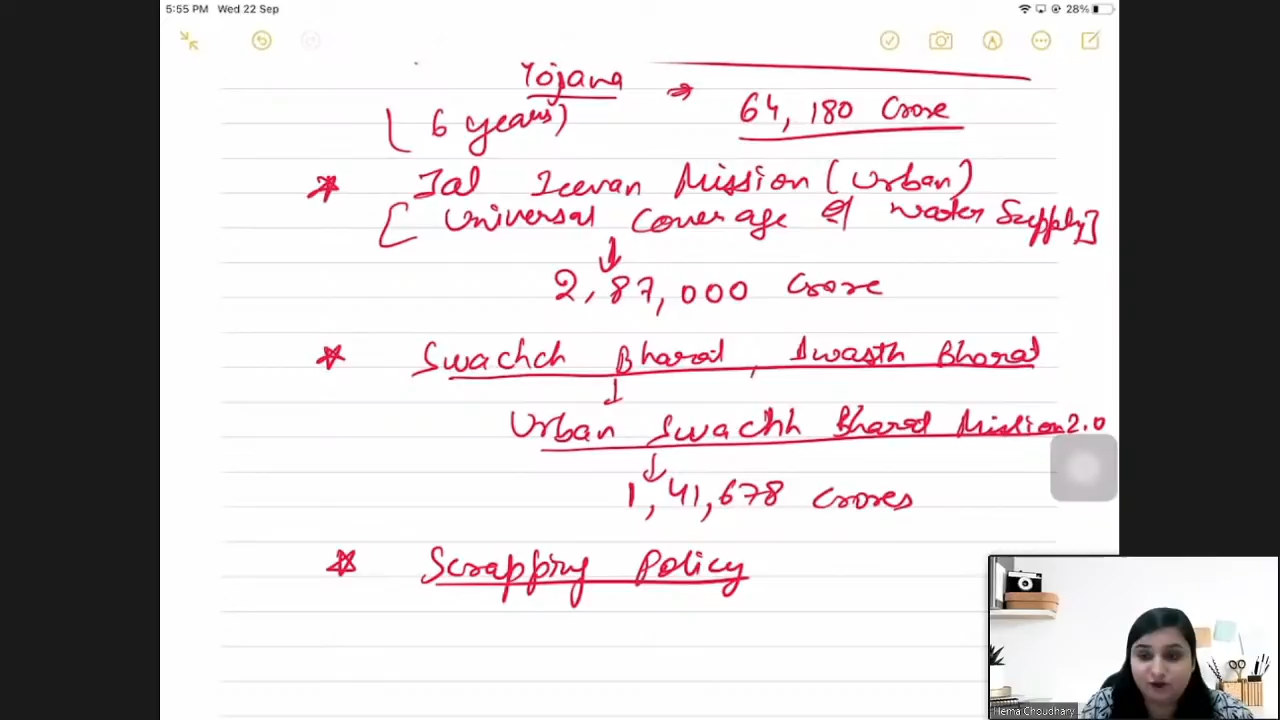 5:55 PM Wed 22 Sep 28%
Yojana → 64,180 Crore
(6 years)
* Jal Jeevan Mission (Urban)
[Universal Coverage of Water Supply]
↓
2,87,000 Crore
* Swachch Bharat, Swasth Bharat
↓
Urban Swachh Bharat Mission 2.0
↓
1,41,678 Crores
* Scrapping Policy
Hema Choudhary